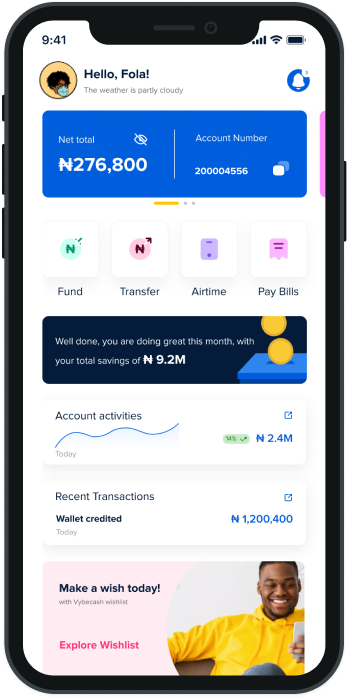 9:41
Hello, Fola!
The weather is partly cloudy
Net total
₦276,800
Account Number
200004556
₦
₦
Fund
Transfer
Airtime
Pay Bills
Well done, you are doing great this month, with
your total savings of ₦ 9.2M
Account activities
14%
₦ 2.4M
Today
Recent Transactions
Wallet credited
₦ 1,200,400
Today
Make a wish today!
with Vybecash wishlist
Explore Wishlist